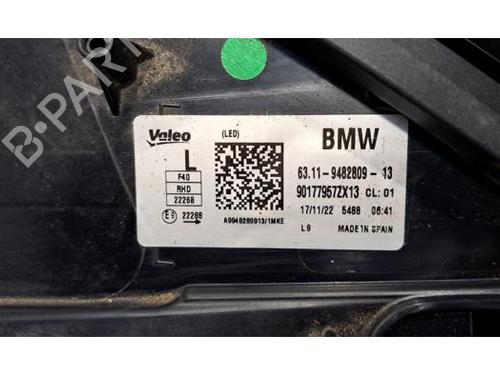 Valeo (LED) BMW
L
F40
RHD
22268
22268
63.11-9482809-13
90177957ZX13 CL: 01
17/11/22 5488 06:41
A9948280913/1MKE
L9 MADE IN SPAIN
B-PARTS